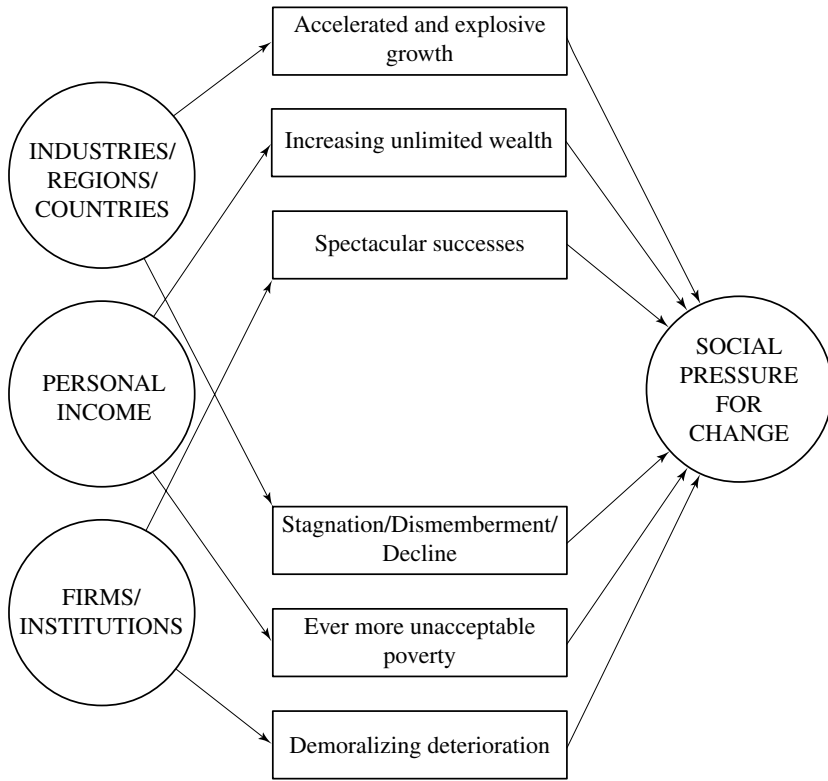 Accelerated and explosive
growth
INDUSTRIES/
REGIONS/
COUNTRIES
Increasing unlimited wealth
Spectacular successes
PERSONAL
INCOME
SOCIAL
PRESSURE
FOR
CHANGE
Stagnation/Dismemberment/
Decline
FIRMS/
INSTITUTIONS
Ever more unacceptable
poverty
Demoralizing deterioration